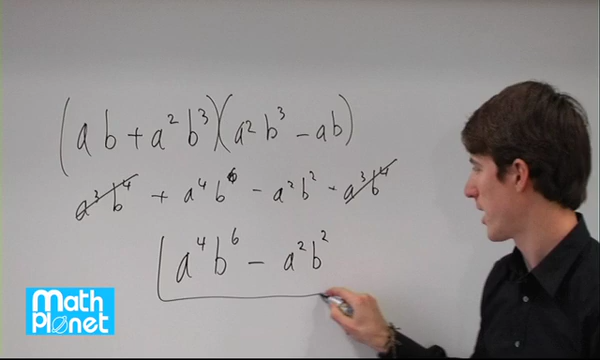 (ab + a²b³)(a²b³ - ab)
a³b⁴ + a⁴b⁶ - a²b² - a³b⁴
a⁴b⁶ - a²b²
Math
Planet